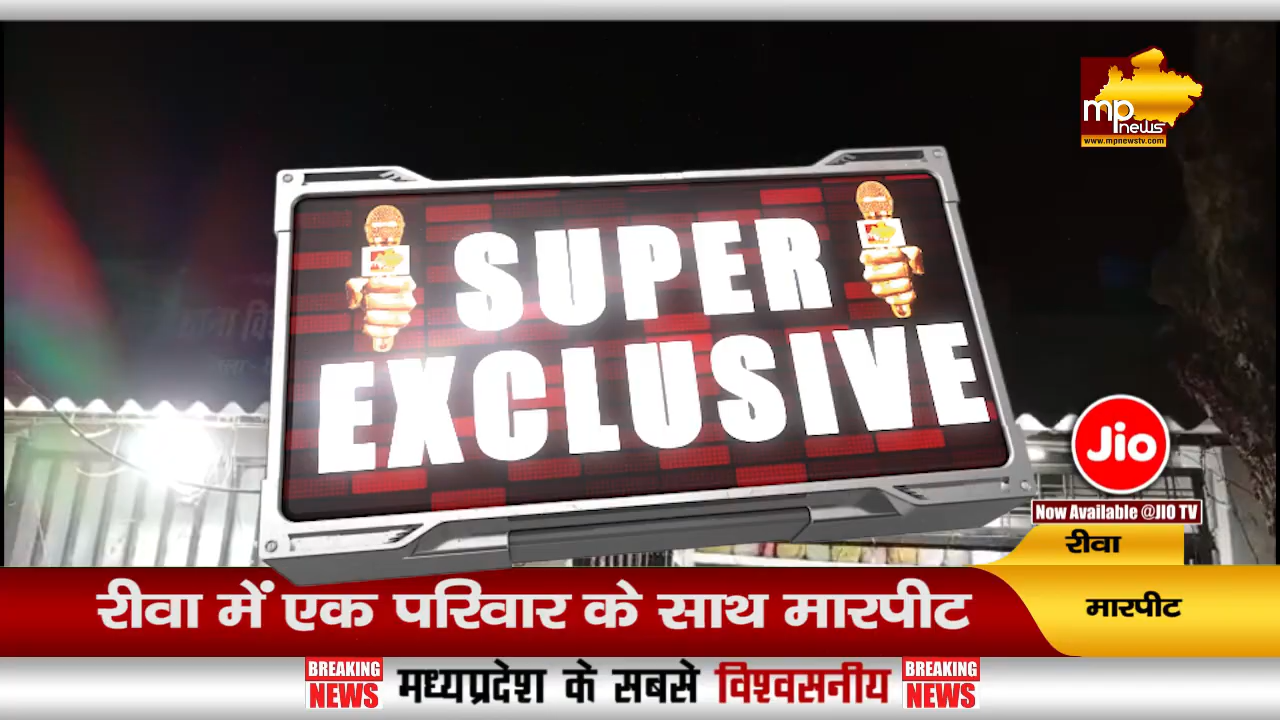 mp
news
www.mpnewstv.com
SUPER
EXCLUSIVE
Jio
Now Available @JIO TV
रीवा
रीवा में एक परिवार के साथ मारपीट
मारपीट
BREAKING
NEWS
मध्यप्रदेश के सबसे विश्वसनीय
BREAKING
NEWS